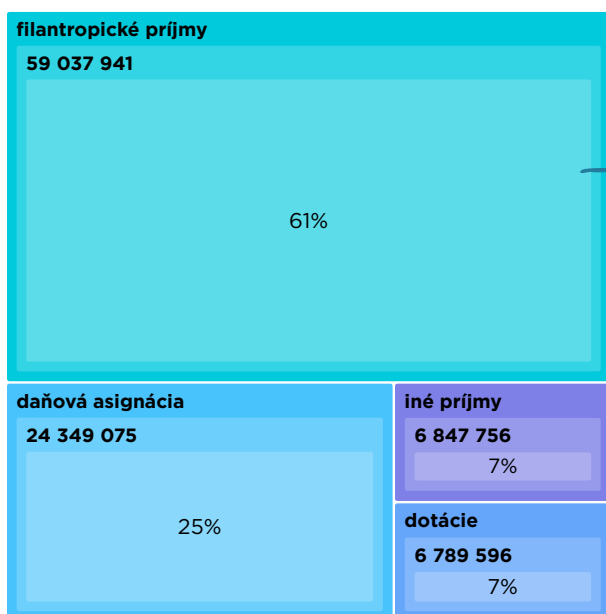 filantropické príjmy
59 037 941
61%
daňová asignácia
24 349 075
25%
iné príjmy
6 847 756
7%
dotácie
6 789 596
7%